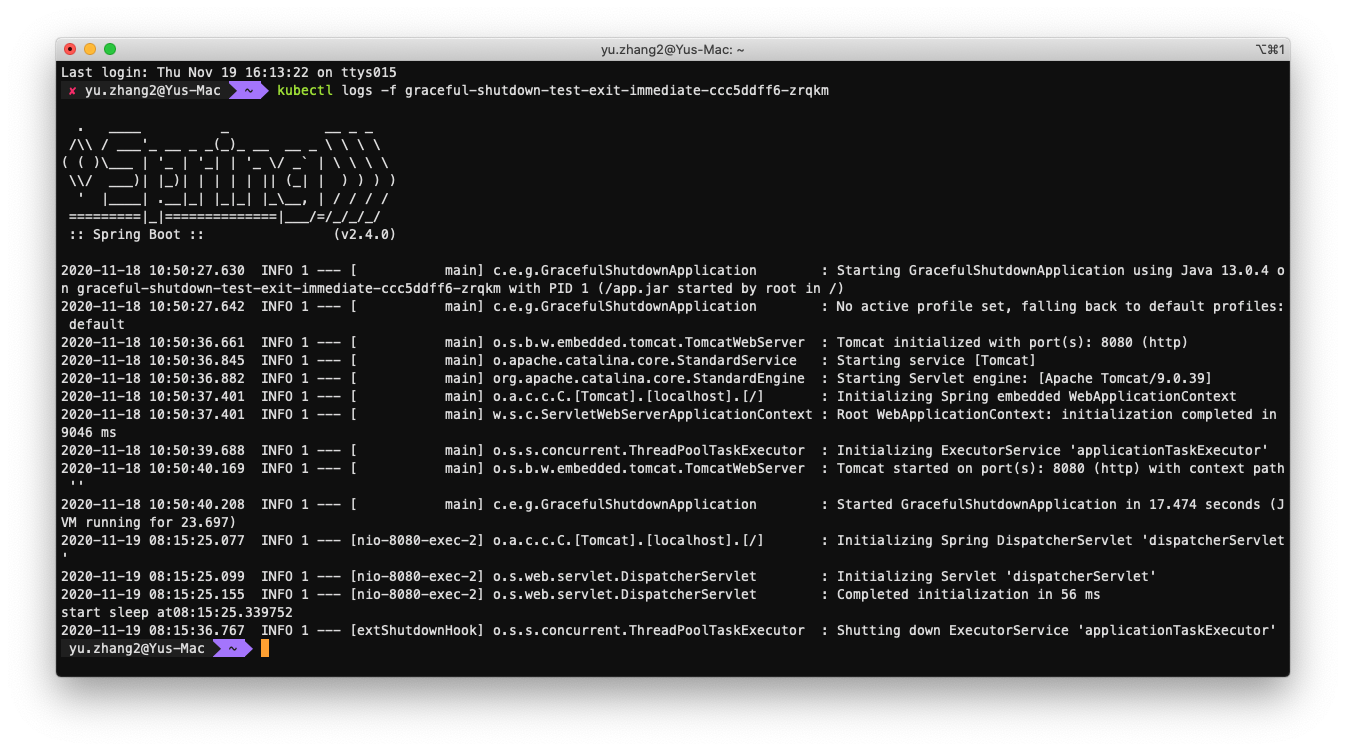 yu.zhang2@Yus-Mac: ~
⌥⌘1
Last login: Thu Nov 19 16:13:22 on ttys015
✘ yu.zhang2@Yus-Mac ~ kubectl logs -f graceful-shutdown-test-exit-immediate-ccc5ddff6-zrqkm
  .   ____          _            __ _ _
 /\\ / ___'_ __ _ _(_)_ __  __ _ \ \ \ \
( ( )\___ | '_ | '_| | '_ \/ _` | \ \ \ \
 \\/  ___)| |_)| | | | | || (_| |  ) ) ) )
  '  |____| .__|_| |_|_| |_\__, | / / / /
 =========|_|==============|___/=/_/_/_/
 :: Spring Boot ::                (v2.4.0)
2020-11-18 10:50:27.630  INFO 1 --- [           main] c.e.g.GracefulShutdownApplication        : Starting GracefulShutdownApplication using Java 13.0.4 o
n graceful-shutdown-test-exit-immediate-ccc5ddff6-zrqkm with PID 1 (/app.jar started by root in /)
2020-11-18 10:50:27.642  INFO 1 --- [           main] c.e.g.GracefulShutdownApplication        : No active profile set, falling back to default profiles:
 default
2020-11-18 10:50:36.661  INFO 1 --- [           main] o.s.b.w.embedded.tomcat.TomcatWebServer  : Tomcat initialized with port(s): 8080 (http)
2020-11-18 10:50:36.845  INFO 1 --- [           main] o.apache.catalina.core.StandardService   : Starting service [Tomcat]
2020-11-18 10:50:36.882  INFO 1 --- [           main] org.apache.catalina.core.StandardEngine  : Starting Servlet engine: [Apache Tomcat/9.0.39]
2020-11-18 10:50:37.401  INFO 1 --- [           main] o.a.c.c.C.[Tomcat].[localhost].[/]       : Initializing Spring embedded WebApplicationContext
2020-11-18 10:50:37.401  INFO 1 --- [           main] w.s.c.ServletWebServerApplicationContext : Root WebApplicationContext: initialization completed in
9046 ms
2020-11-18 10:50:39.688  INFO 1 --- [           main] o.s.s.concurrent.ThreadPoolTaskExecutor  : Initializing ExecutorService 'applicationTaskExecutor'
2020-11-18 10:50:40.169  INFO 1 --- [           main] o.s.b.w.embedded.tomcat.TomcatWebServer  : Tomcat started on port(s): 8080 (http) with context path
 ''
2020-11-18 10:50:40.208  INFO 1 --- [           main] c.e.g.GracefulShutdownApplication        : Started GracefulShutdownApplication in 17.474 seconds (J
VM running for 23.697)
2020-11-19 08:15:25.077  INFO 1 --- [nio-8080-exec-2] o.a.c.c.C.[Tomcat].[localhost].[/]       : Initializing Spring DispatcherServlet 'dispatcherServlet
'
2020-11-19 08:15:25.099  INFO 1 --- [nio-8080-exec-2] o.s.web.servlet.DispatcherServlet        : Initializing Servlet 'dispatcherServlet'
2020-11-19 08:15:25.155  INFO 1 --- [nio-8080-exec-2] o.s.web.servlet.DispatcherServlet        : Completed initialization in 56 ms
start sleep at08:15:25.339752
2020-11-19 08:15:36.767  INFO 1 --- [extShutdownHook] o.s.s.concurrent.ThreadPoolTaskExecutor  : Shutting down ExecutorService 'applicationTaskExecutor'
yu.zhang2@Yus-Mac ~